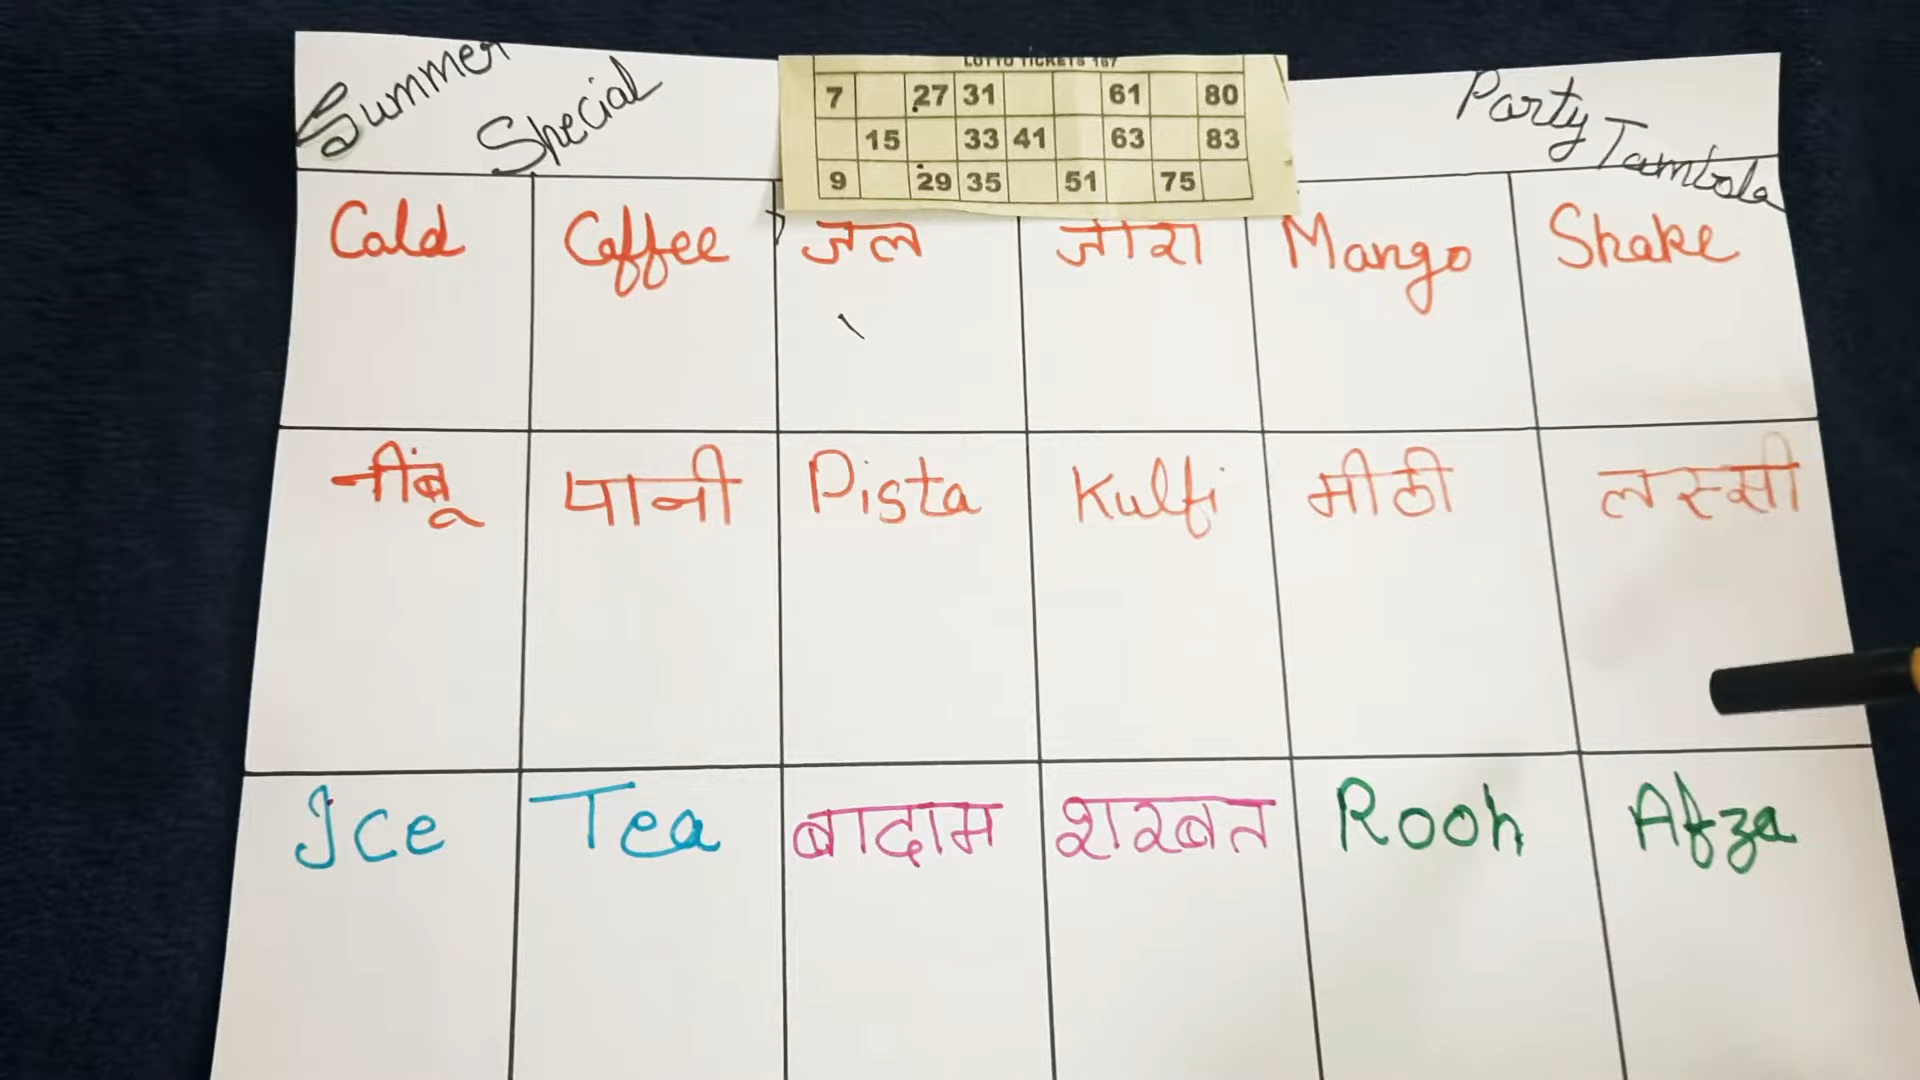 Summer
Special
Party
Tambola
LOTTO TICKETS 167
7 27 31 61 80
15 33 41 63 83
9 29 35 51 75
Cold Coffee जल जीरा Mango Shake
नींबू पानी Pista Kulfi मीठी लस्सी
Ice Tea बादाम शरबत Rooh Afza